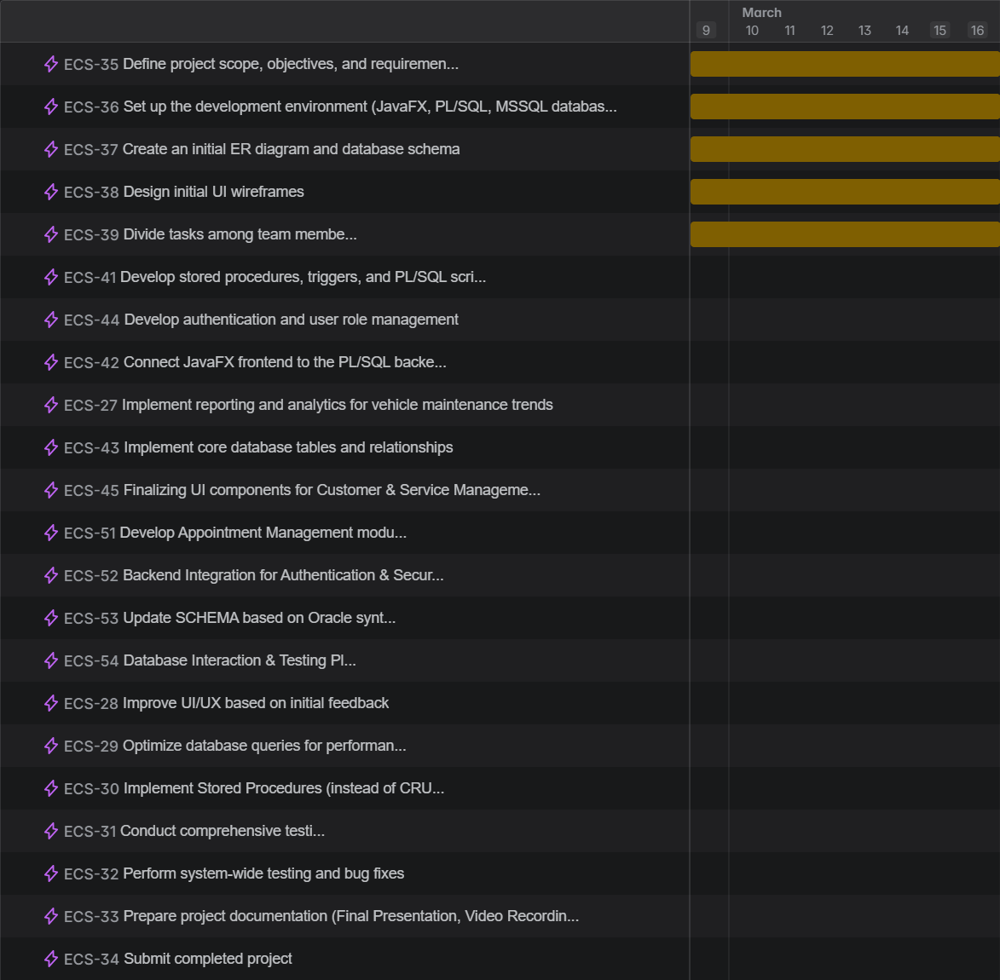 March
9 10 11 12 13 14 15 16
ECS-35 Define project scope, objectives, and requiremen...
ECS-36 Set up the development environment (JavaFX, PL/SQL, MSSQL databas...
ECS-37 Create an initial ER diagram and database schema
ECS-38 Design initial UI wireframes
ECS-39 Divide tasks among team membe...
ECS-41 Develop stored procedures, triggers, and PL/SQL scri...
ECS-44 Develop authentication and user role management
ECS-42 Connect JavaFX frontend to the PL/SQL backe...
ECS-27 Implement reporting and analytics for vehicle maintenance trends
ECS-43 Implement core database tables and relationships
ECS-45 Finalizing UI components for Customer & Service Manageme...
ECS-51 Develop Appointment Management modu...
ECS-52 Backend Integration for Authentication & Secur...
ECS-53 Update SCHEMA based on Oracle synt...
ECS-54 Database Interaction & Testing Pl...
ECS-28 Improve UI/UX based on initial feedback
ECS-29 Optimize database queries for performan...
ECS-30 Implement Stored Procedures (instead of CRU...
ECS-31 Conduct comprehensive testi...
ECS-32 Perform system-wide testing and bug fixes
ECS-33 Prepare project documentation (Final Presentation, Video Recordin...
ECS-34 Submit completed project